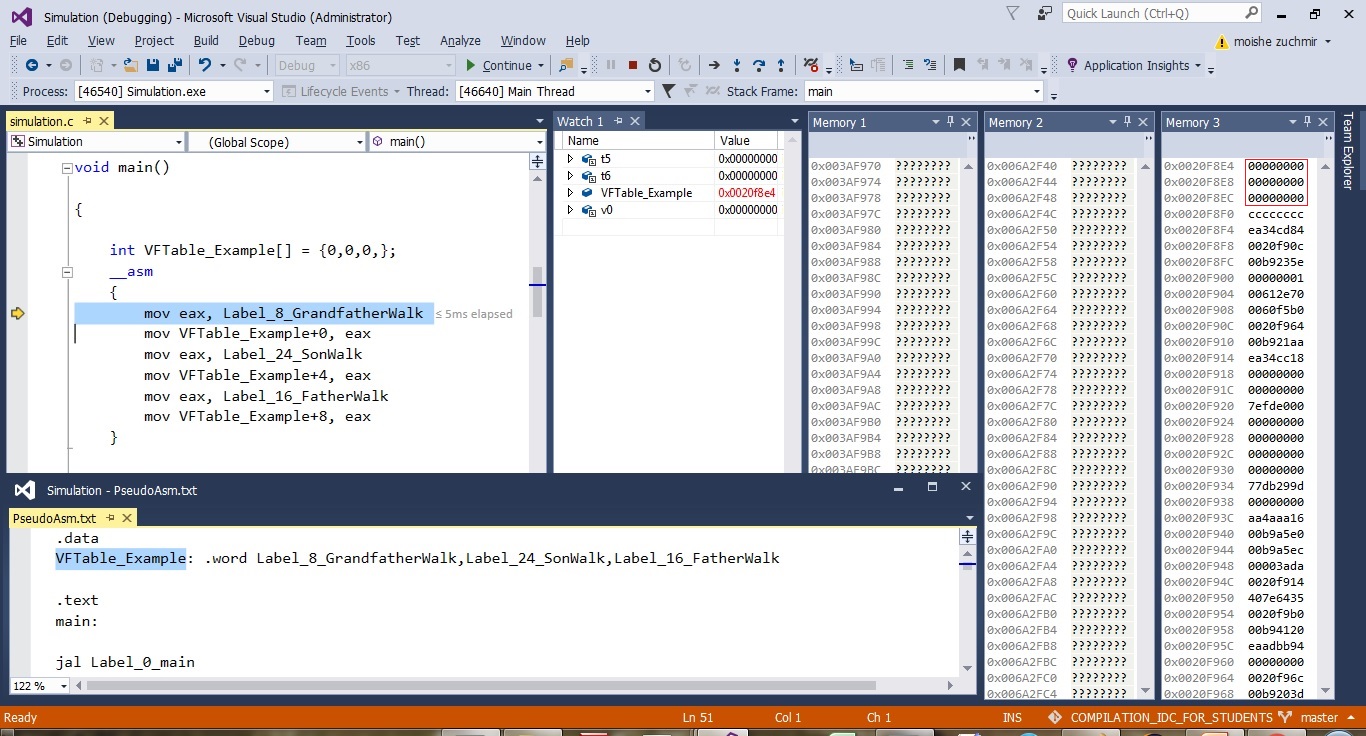 Simulation (Debugging) - Microsoft Visual Studio (Administrator)
Quick Launch (Ctrl+Q)
File Edit View Project Build Debug Team Tools Test Analyze Window Help
moishe zuchmir
Debug x86 Continue Application Insights
Process: [46540] Simulation.exe Lifecycle Events Theread: [46640] Main Thread Stack Frame: main
simulation.c
Simulation (Global Scope) main()
void main()
{
int VFTable_Example[] = {0,0,0,};
__asm
{
mov eax, Label_8_GrandfatherWalk ≤ 5ms elapsed
mov VFTable_Example+0, eax
mov eax, Label_24_SonWalk
mov VFTable_Example+4, eax
mov eax, Label_16_FatherWalk
mov VFTable_Example+8, eax
}
Watch 1
Name Value
t5 0x00000000
t6 0x00000000
VFTable_Example 0x0020f8e4
v0 0x00000000
Memory 1
0x003AF970 ????????
0x003AF974 ????????
0x003AF978 ????????
0x003AF97C ????????
0x003AF980 ????????
0x003AF984 ????????
0x003AF988 ????????
0x003AF98C ????????
0x003AF990 ????????
0x003AF994 ????????
0x003AF998 ????????
0x003AF99C ????????
0x003AF9A0 ????????
0x003AF9A4 ????????
0x003AF9A8 ????????
0x003AF9AC ????????
0x003AF9B0 ????????
0x003AF9B4 ????????
0x003AF9B8 ????????
0x003AF9BC ????????
Memory 2
0x006A2F40 ????????
0x006A2F44 ????????
0x006A2F48 ????????
0x006A2F4C ????????
0x006A2F50 ????????
0x006A2F54 ????????
0x006A2F58 ????????
0x006A2F5C ????????
0x006A2F60 ????????
0x006A2F64 ????????
0x006A2F68 ????????
0x006A2F6C ????????
0x006A2F70 ????????
0x006A2F74 ????????
0x006A2F78 ????????
0x006A2F7C ????????
0x006A2F80 ????????
0x006A2F84 ????????
0x006A2F88 ????????
0x006A2F8C ????????
0x006A2F90 ????????
0x006A2F94 ????????
0x006A2F98 ????????
0x006A2F9C ????????
0x006A2FA0 ????????
0x006A2FA4 ????????
0x006A2FA8 ????????
0x006A2FAC ????????
0x006A2FB0 ????????
0x006A2FB4 ????????
0x006A2FB8 ????????
0x006A2FBC ????????
0x006A2FC0 ????????
0x006A2FC4 ????????
Memory 3
0x0020F8E4 00000000
0x0020F8E8 00000000
0x0020F8EC 00000000
0x0020F8F0 cccccccc
0x0020F8F4 ea34cd84
0x0020F8F8 0020f90c
0x0020F8FC 00b9235e
0x0020F900 00000001
0x0020F904 00612e70
0x0020F908 0060f5b0
0x0020F90C 0020f964
0x0020F910 00b921aa
0x0020F914 ea34cc18
0x0020F918 00000000
0x0020F91C 00000000
0x0020F920 7efde000
0x0020F924 00000000
0x0020F928 00000000
0x0020F92C 00000000
0x0020F930 00000000
0x0020F934 77db299d
0x0020F938 00000000
0x0020F93C aa4aaa16
0x0020F940 00b9a5e0
0x0020F944 00b9a5ec
0x0020F948 00003ada
0x0020F94C 0020f914
0x0020F950 407e6435
0x0020F954 0020f9b0
0x0020F958 00b94120
0x0020F95C eaadbb94
0x0020F960 00000000
0x0020F964 0020f96c
0x0020F968 00b9203d
Team Explorer
Simulation - PseudoAsm.txt
PseudoAsm.txt
.data
VFTable_Example: .word Label_8_GrandfatherWalk,Label_24_SonWalk,Label_16_FatherWalk
.text
main:
jal Label_0_main
122 %
Ready Ln 51 Col 1 Ch 1 INS COMPILATION_IDC_FOR_STUDENTS master